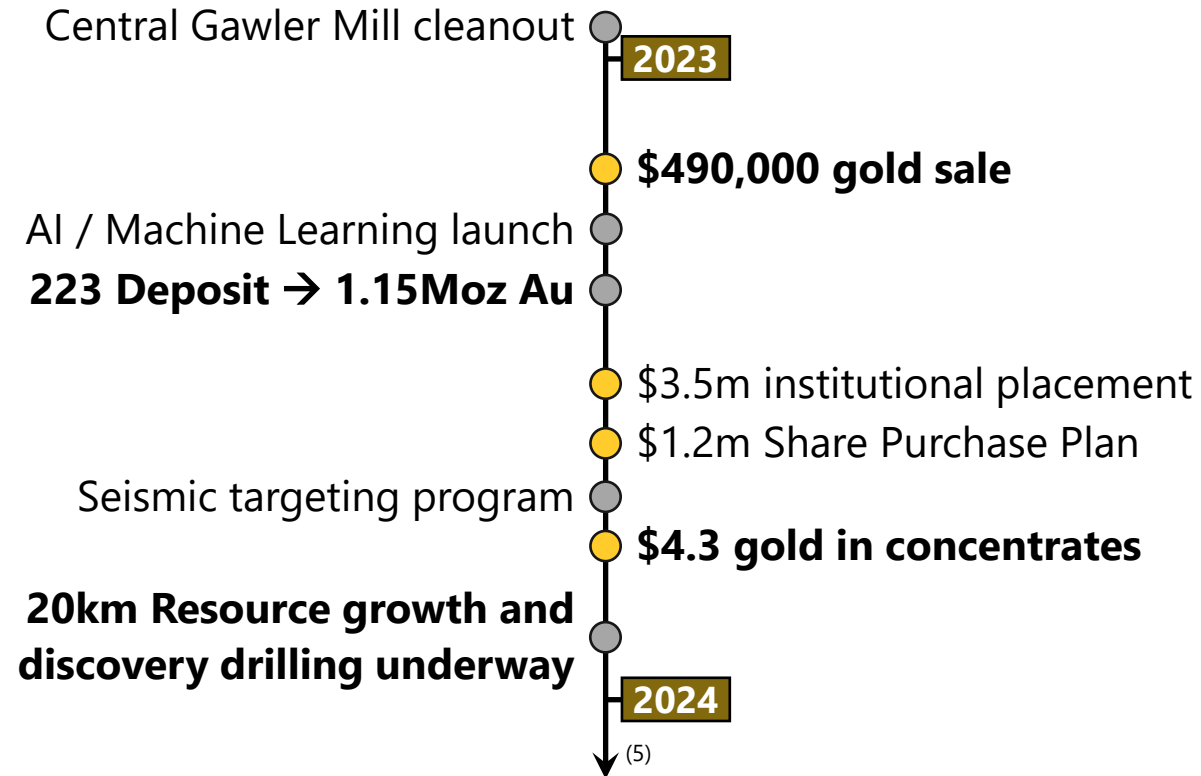 Central Gawler Mill cleanout
2023
$490,000 gold sale
AI / Machine Learning launch
223 Deposit → 1.15Moz Au
$3.5m institutional placement
$1.2m Share Purchase Plan
Seismic targeting program
$4.3 gold in concentrates
20km Resource growth and
discovery drilling underway
2024
(5)